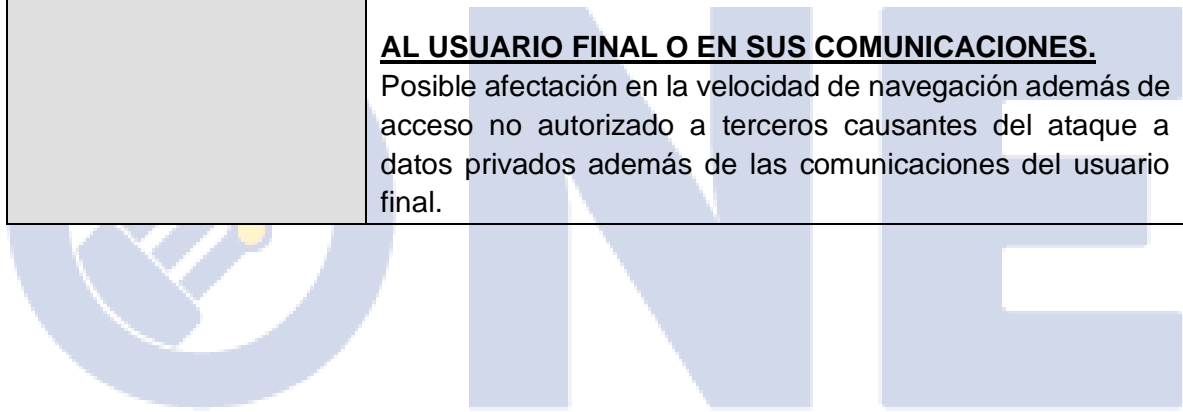 AL USUARIO FINAL O EN SUS COMUNICACIONES.
Posible afectación en la velocidad de navegación además de
acceso no autorizado a terceros causantes del ataque a
datos privados además de las comunicaciones del usuario
final.
ONE